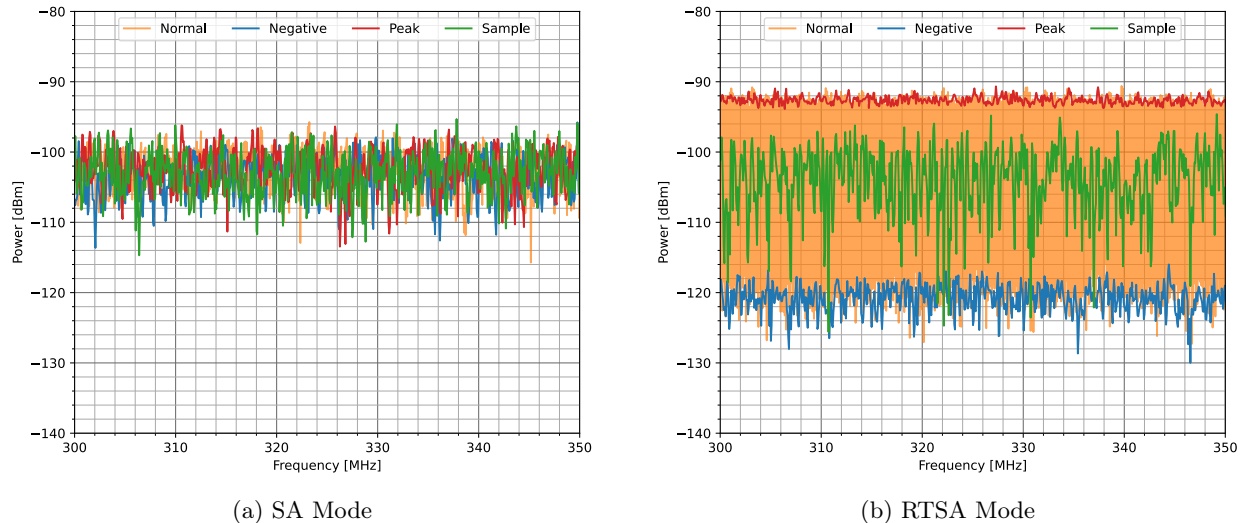 Normal Negative Peak Sample
−80
−90
−100
−110
−120
−130
−140
Power [dBm]
300 310 320 330 340 350
Frequency [MHz]
(a) SA Mode
Normal Negative Peak Sample
−80
−90
−100
−110
−120
−130
−140
Power [dBm]
300 310 320 330 340 350
Frequency [MHz]
(b) RTSA Mode